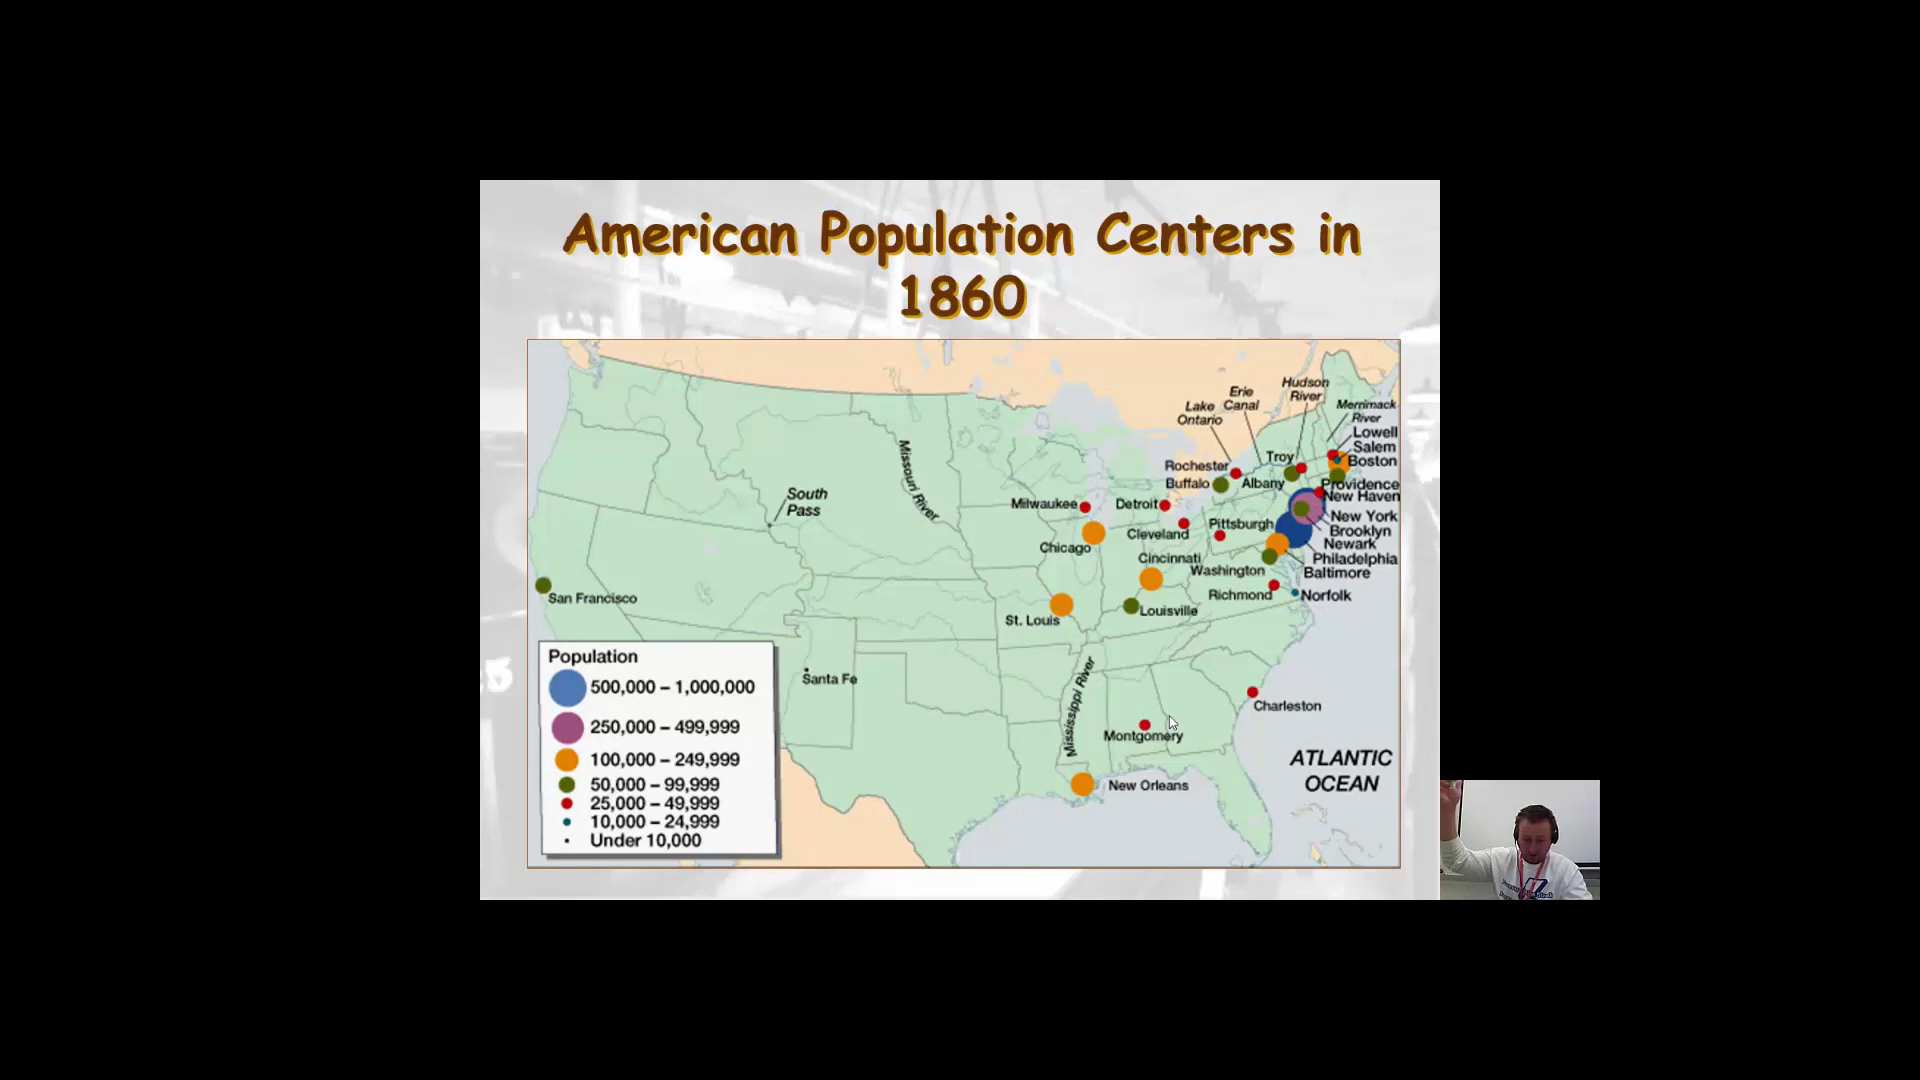 American Population Centers in
1860
Hudson
River
Erie
Canal
Lake
Ontario
Merrimack
River
Lowell
Salem
Boston
Troy
Rochester
Buffalo
Albany
Providence
New Haven
Missouri River
South
Pass
Milwaukee
Detroit
New York
Pittsburgh
Brooklyn
Cleveland
Newark
Chicago
Cincinnati
Philadelphia
Washington
Baltimore
San Francisco
Richmond
Norfolk
Louisville
St. Louis
Mississippi River
Santa Fe
Charleston
Montgomery
New Orleans
ATLANTIC
OCEAN
Population
500,000 – 1,000,000
250,000 – 499,999
100,000 – 249,999
50,000 – 99,999
25,000 – 49,999
10,000 – 24,999
Under 10,000